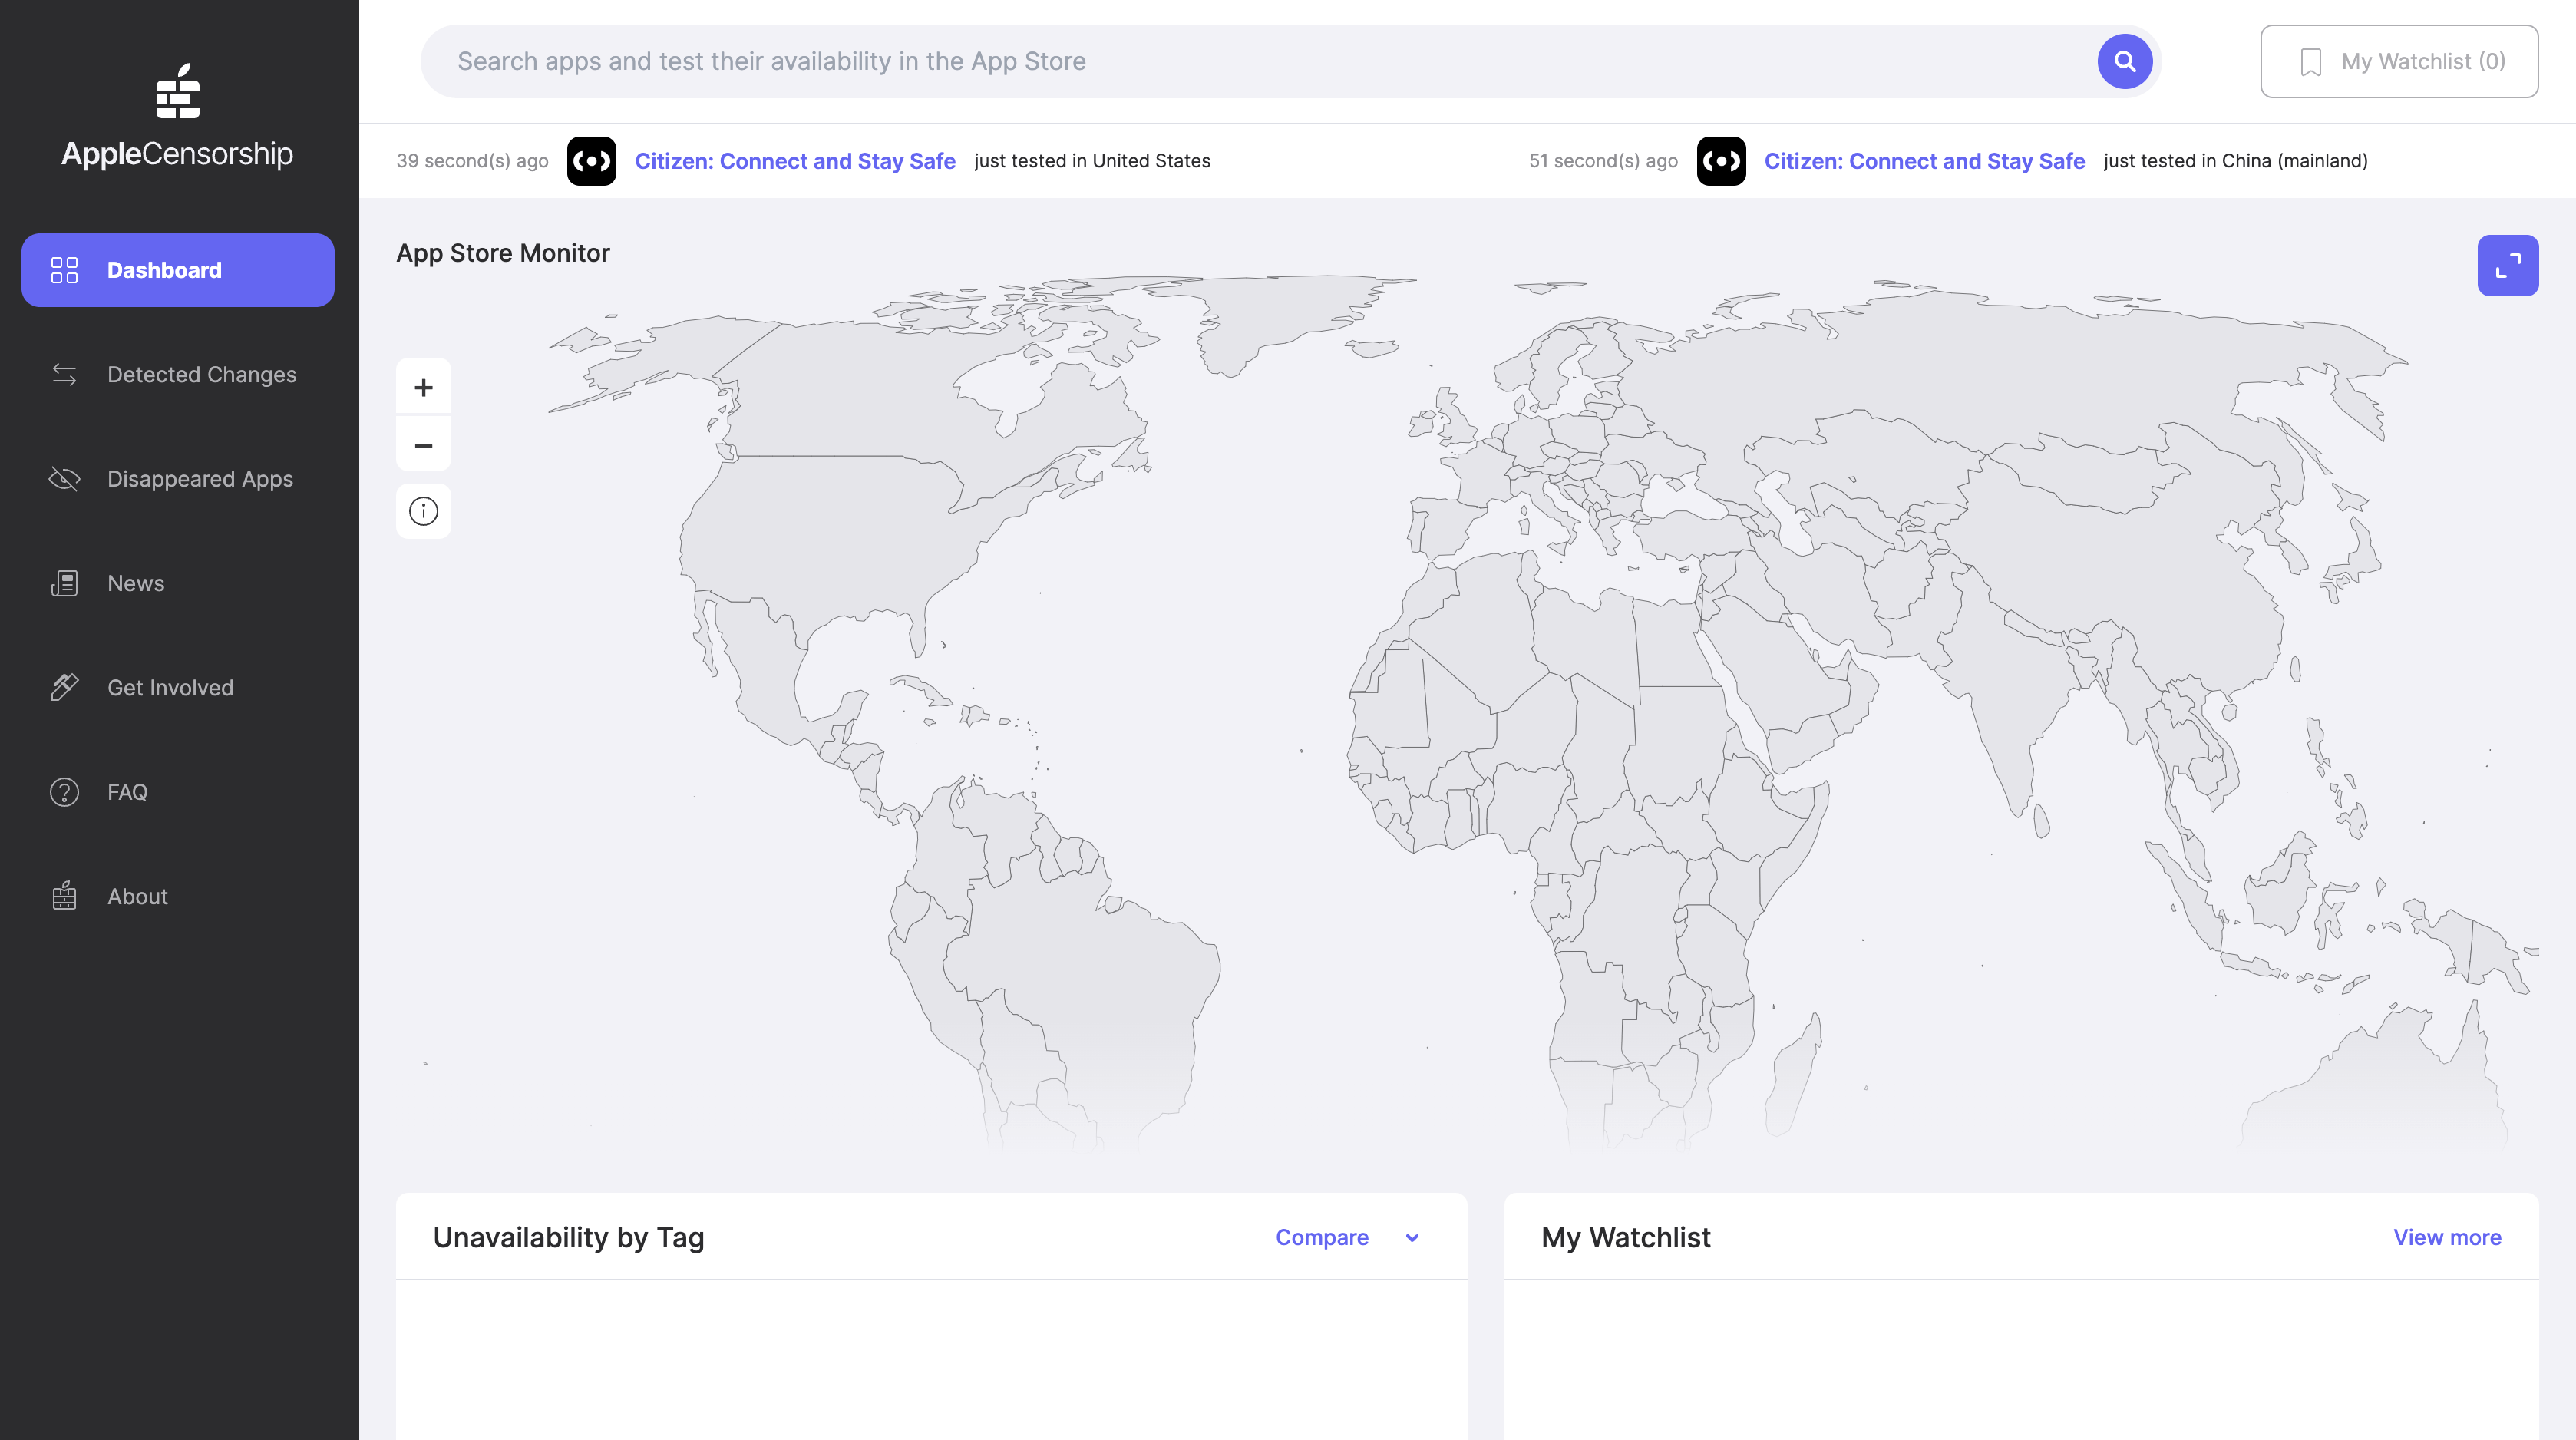 AppleCensorship
Dashboard
Detected Changes
Disappeared Apps
News
Get Involved
FAQ
About
Search apps and test their availability in the App Store
My Watchlist (0)
39 second(s) ago Citizen: Connect and Stay Safe just tested in United States
51 second(s) ago Citizen: Connect and Stay Safe just tested in China (mainland)
App Store Monitor
+
−
Unavailability by Tag
Compare
My Watchlist
View more